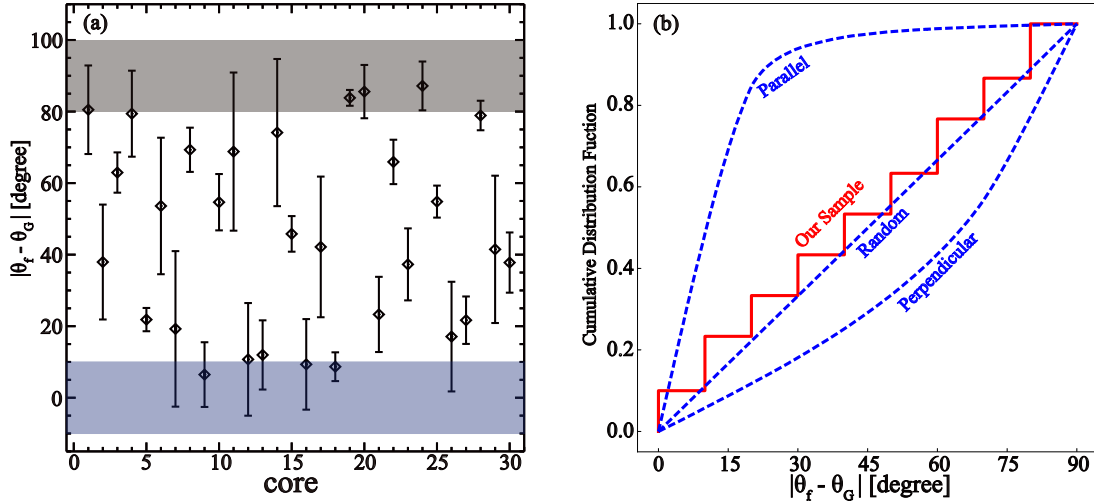 (a)
100
80
60
40
20
0
|θf - θG| [degree]
0 5 10 15 20 25 30
core
(b)
1.0
0.8
0.6
0.4
0.2
0.0
Cumulative Distribution Fuction
Parallel
Our Sample
Random
Perpendicular
0 15 30 45 60 75 90
|θf - θG| [degree]